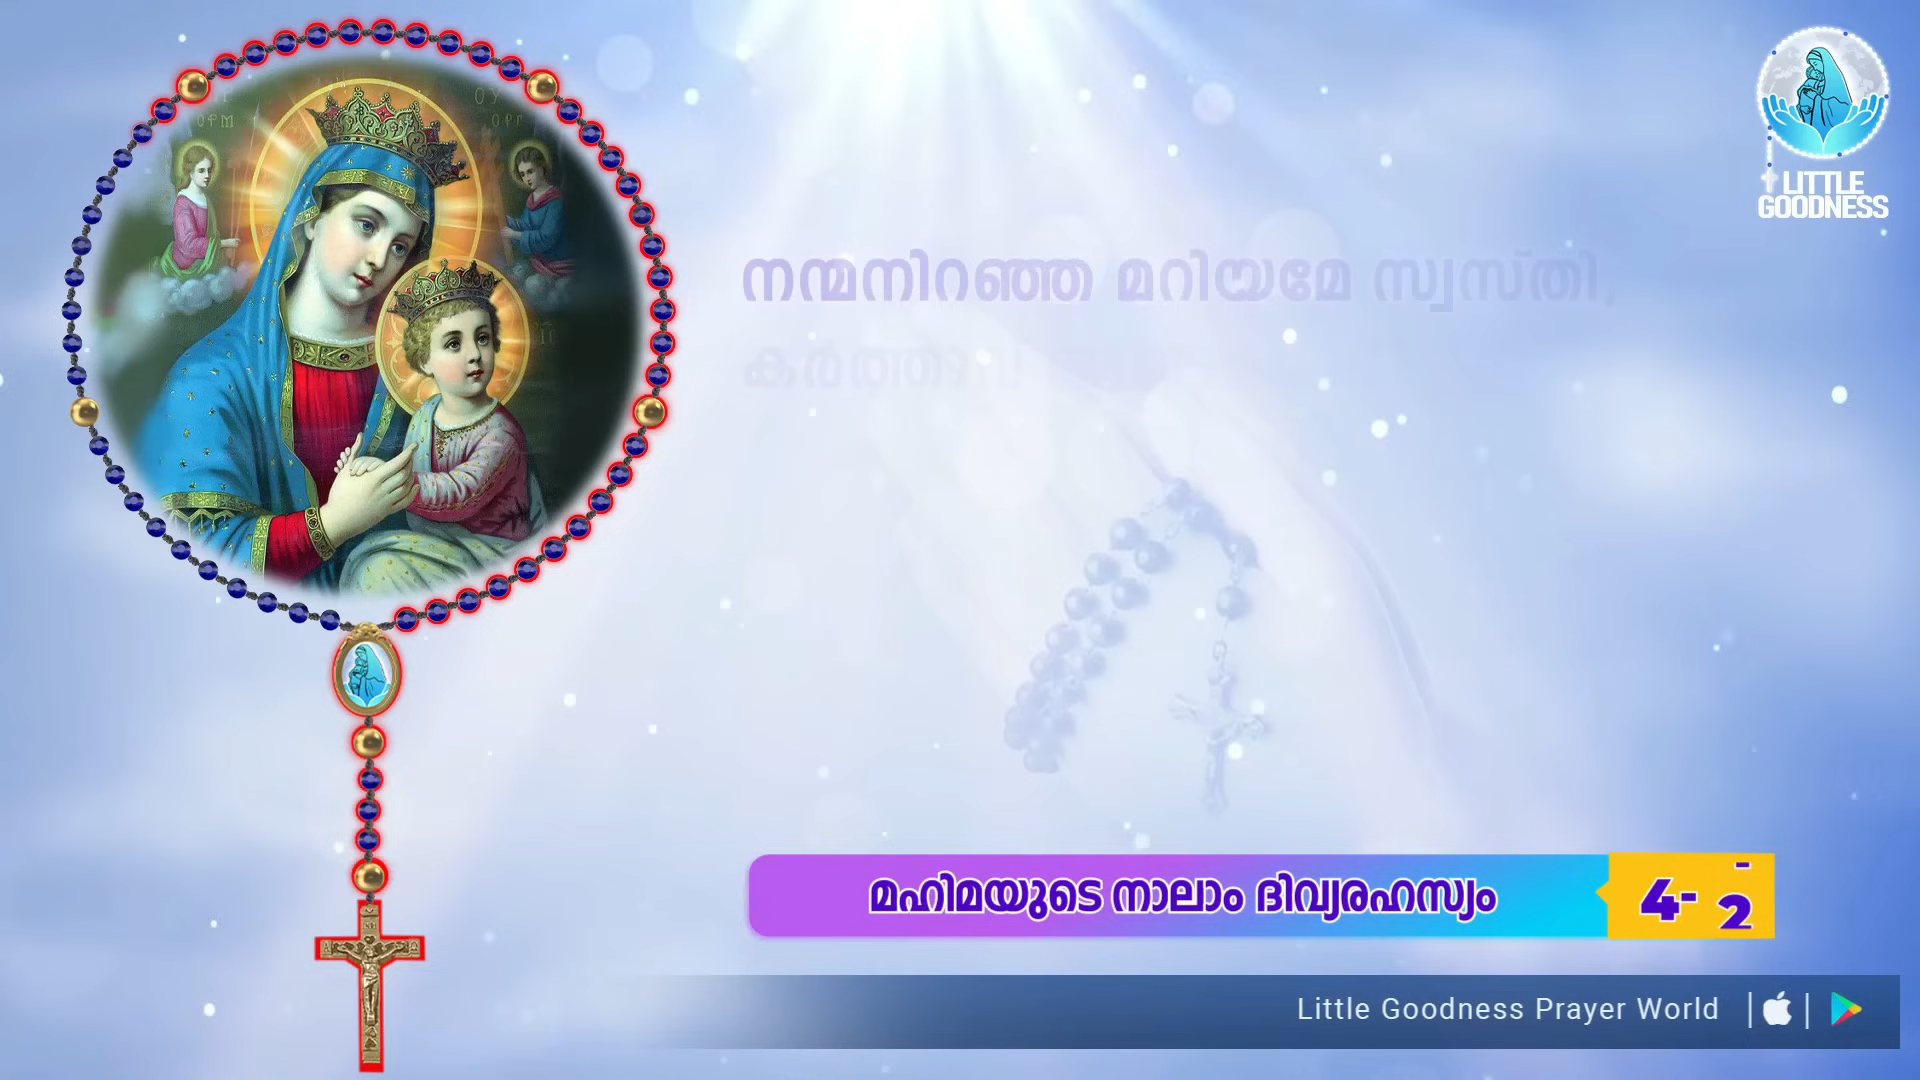 LITTLE
GOODNESS
നന്മനിറഞ്ഞ മറിയമേ സ്വസ്തി,
മഹിമയുടെ നാലാം ദിവ്യരഹസ്യം
4- 2
Little Goodness Prayer World